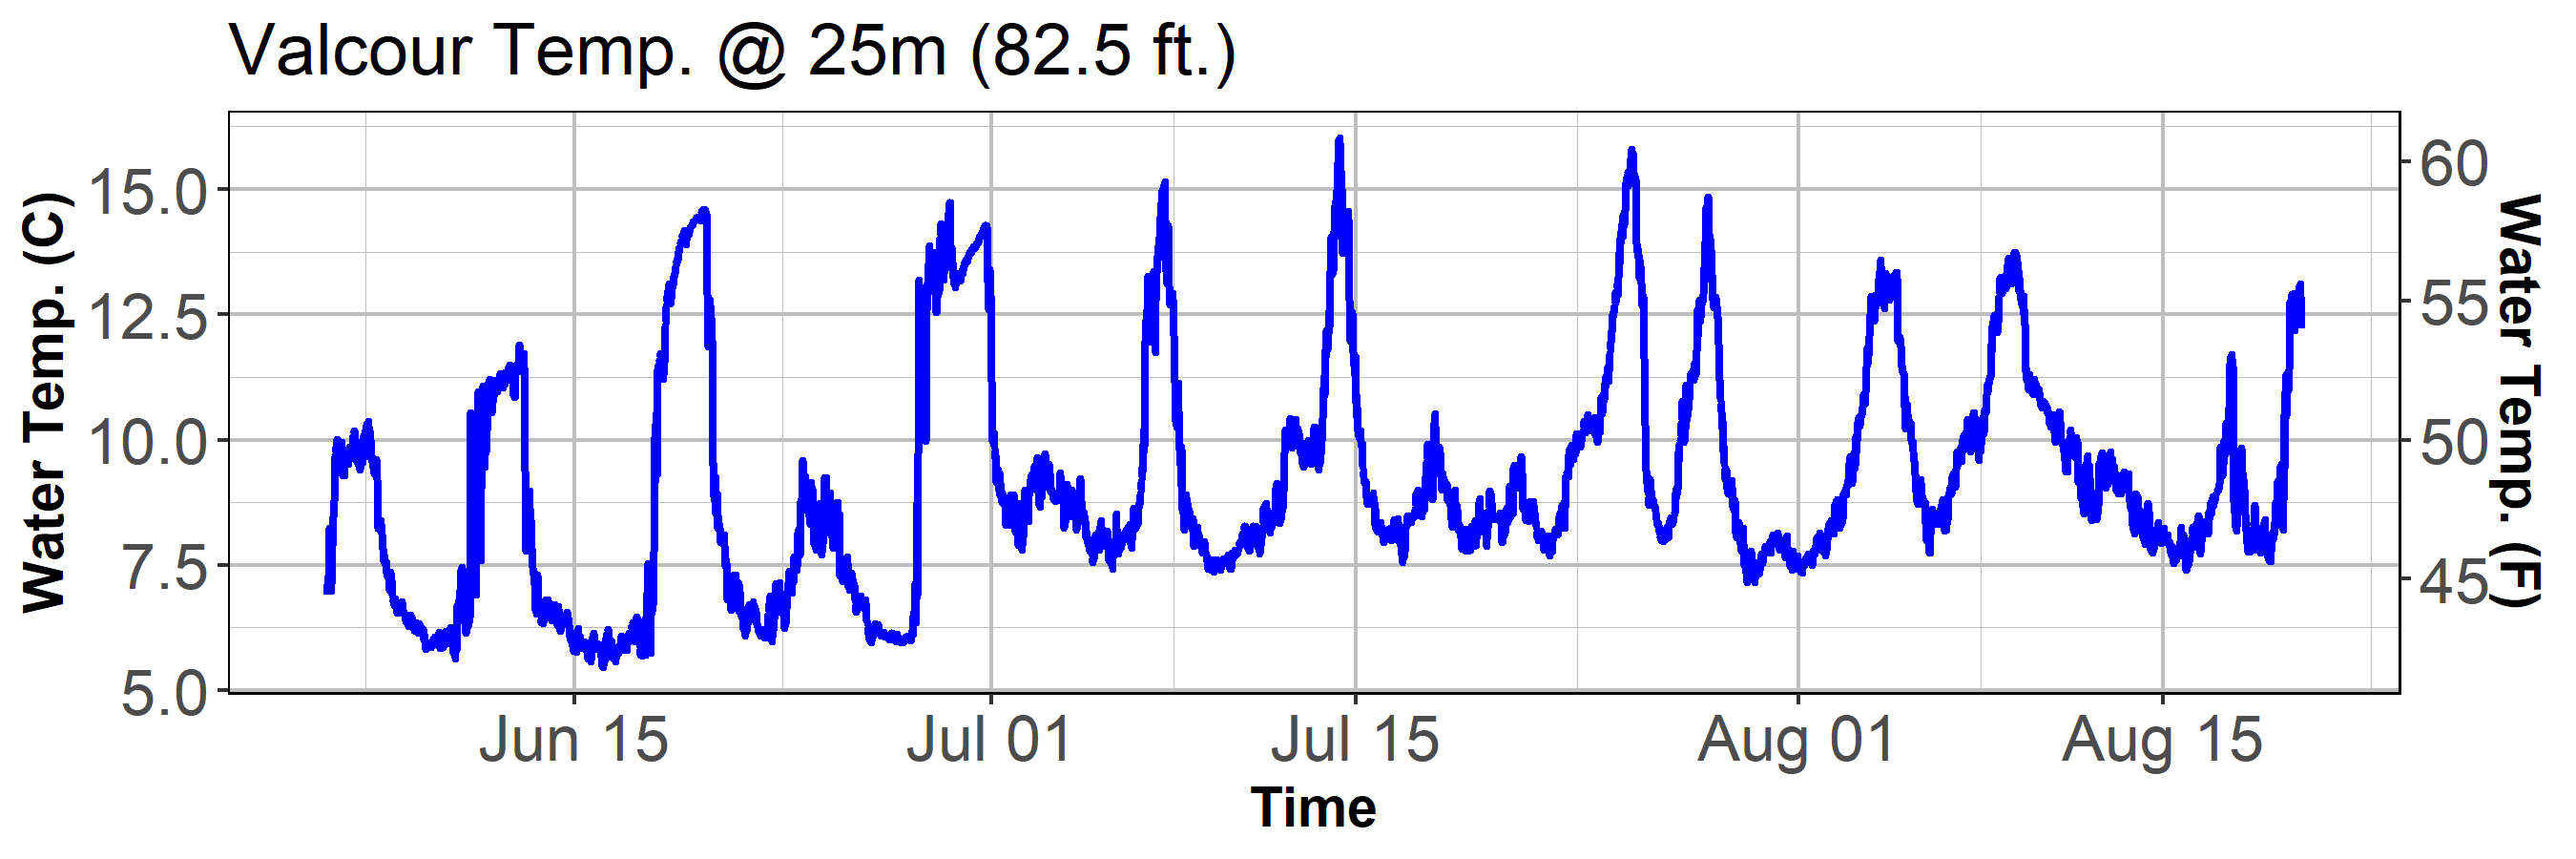 Valcour Temp. @ 25m (82.5 ft.)
Water Temp. (C)
15.0
12.5
10.0
7.5
5.0
60
55
50
45
Water Temp. (F)
Jun 15 Jul 01 Jul 15 Aug 01 Aug 15
Time